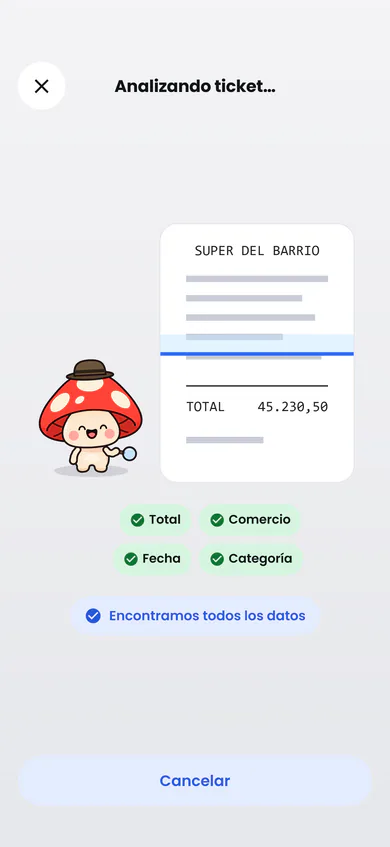 Analizando ticket...
SUPER DEL BARRIO
TOTAL 45.230,50
Total Comercio
Fecha Categoría
Encontramos todos los datos
Cancelar